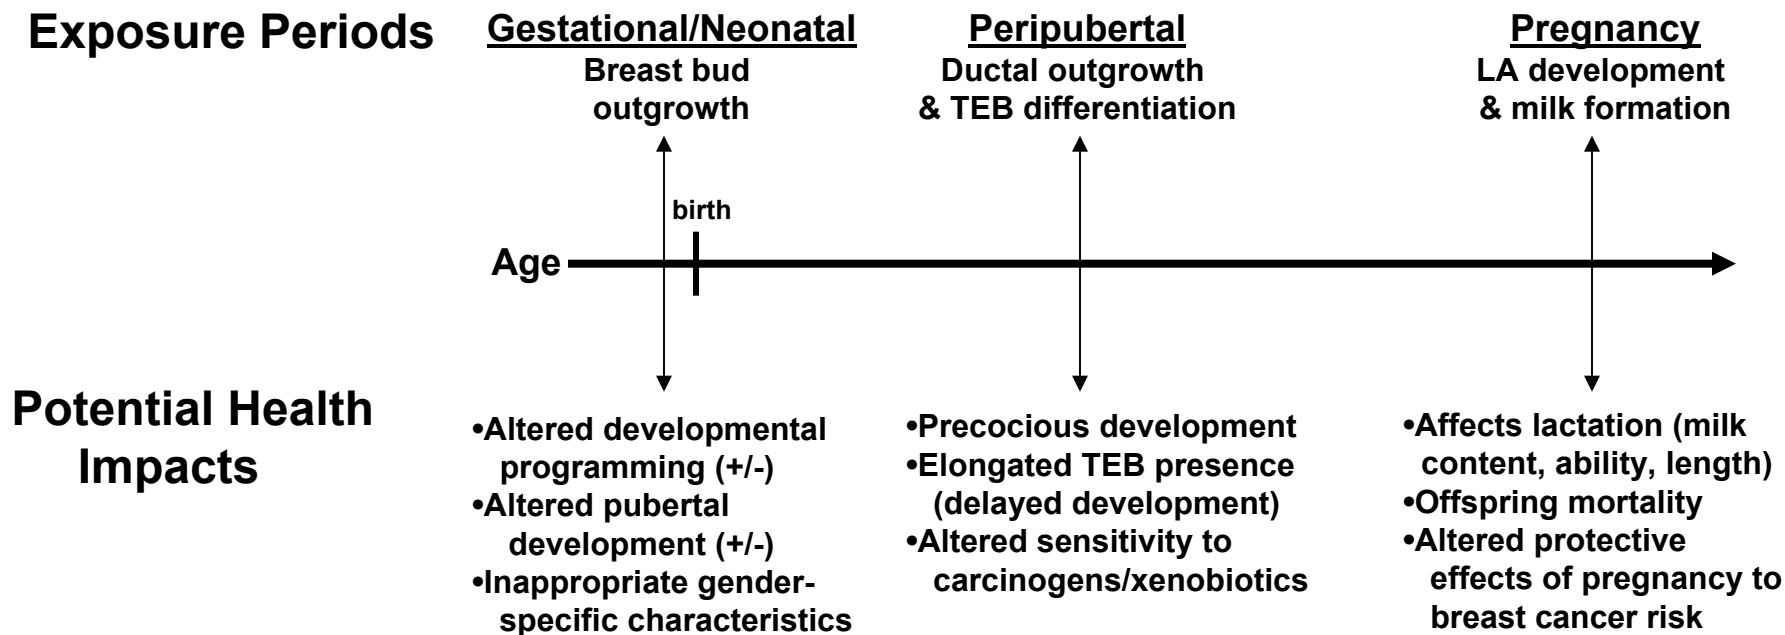 Exposure Periods
Gestational/Neonatal
Breast bud
outgrowth
Peripubertal
Ductal outgrowth
& TEB differentiation
Pregnancy
LA development
& milk formation
birth
Age
Potential Health
Impacts
•Altered developmental
programming (+/-)
•Altered pubertal
development (+/-)
•Inappropriate gender-
specific characteristics
•Precocious development
•Elongated TEB presence
(delayed development)
•Altered sensitivity to
carcinogens/xenobiotics
•Affects lactation (milk
content, ability, length)
•Offspring mortality
•Altered protective
effects of pregnancy to
breast cancer risk